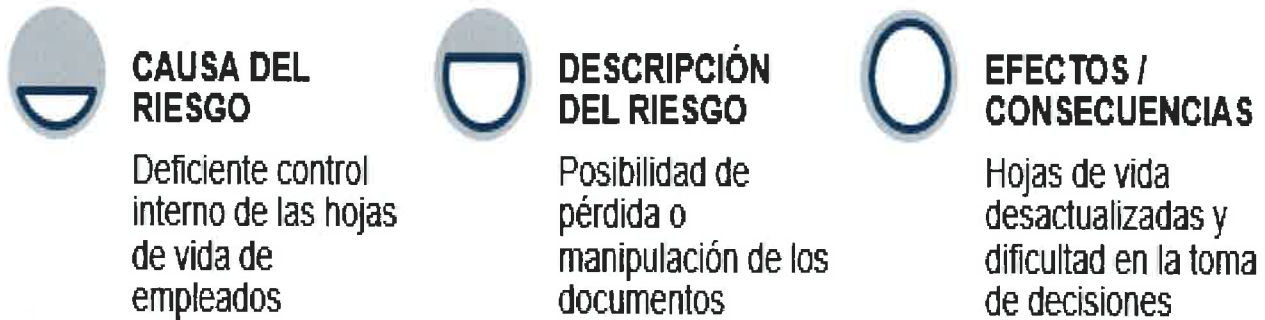 CAUSA DEL
RIESGO
Deficiente control
interno de las hojas
de vida de
empleados
DESCRIPCIÓN
DEL RIESGO
Posibilidad de
pérdida o
manipulación de los
documentos
EFECTOS /
CONSECUENCIAS
Hojas de vida
desactualizadas y
dificultad en la toma
de decisiones